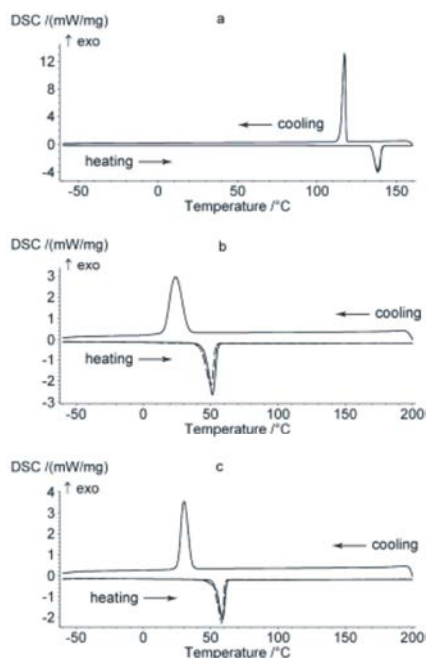 DSC /(mW/mg) a
↑ exo
12
8
4
0
-4
cooling
heating
-50 0 50 100 150
Temperature /°C
DSC /(mW/mg) b
↑ exo
3
2
1
0
-1
-2
-3
cooling
heating
-50 0 50 100 150 200
Temperature /°C
DSC /(mW/mg) c
↑ exo
4
3
2
1
0
-1
-2
cooling
heating
-50 0 50 100 150 200
Temperature /°C